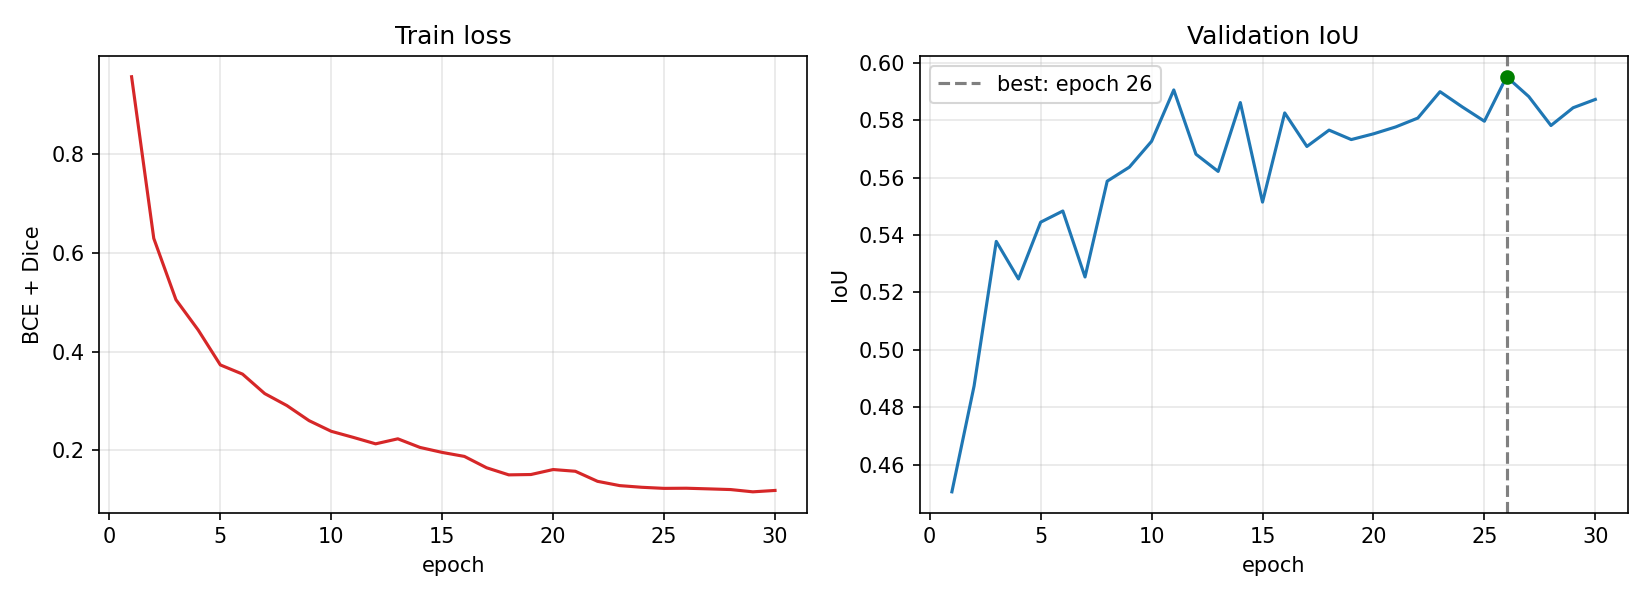 Train loss
BCE + Dice
0.8
0.6
0.4
0.2
0 5 10 15 20 25 30
epoch
Validation IoU
best: epoch 26
IoU
0.60
0.58
0.56
0.54
0.52
0.50
0.48
0.46
0 5 10 15 20 25 30
epoch